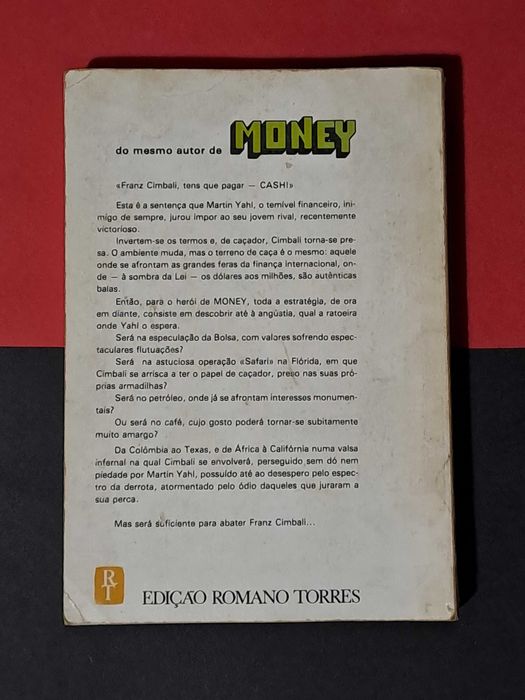 do mesmo autor de MONEY
«Franz Cimbali, tens que pagar — CASH!»
Esta é a sentença que Martin Yahl, o temível financeiro, ini-
migo de sempre, jurou impor ao seu jovem rival, recentemente
victorioso.
Invertem-se os termos e, de caçador, Cimbali torna-se pre-
sa. O ambiente muda, mas o terreno de caça é o mesmo: aquele
onde se afrontam as grandes feras da finança internacional, on-
de — à sombra da Lei — os dólares aos milhões, são autênticas
balas.
Então, para o herói de MONEY, toda a estratégia, de ora
em diante, consiste em descobrir até à angústia, qual a ratoeira
onde Yahl o espera.
Será na especulação da Bolsa, com valores sofrendo espec-
taculares flutuações?
Será na astuciosa operação «Safari» na Flórida, em que
Cimbali se arrisca a ter o papel de caçador, preso nas suas pró-
prias armadilhas?
Será no petróleo, onde já se afrontam interesses monumen-
tais?
Ou será no café, cujo gosto poderá tornar-se subitamente
muito amargo?
Da Colômbia ao Texas, e de África à Califórnia numa valsa
infernal na qual Cimbali se envolverá, perseguido sem dó nem
piedade por Martin Yahl, possuído até ao desespero pelo espec-
tro da derrota, atormentado pelo ódio daqueles que juraram a
sua perca.
Mas será suficiente para abater Franz Cimbali...
RT EDIÇÃO ROMANO TORRES